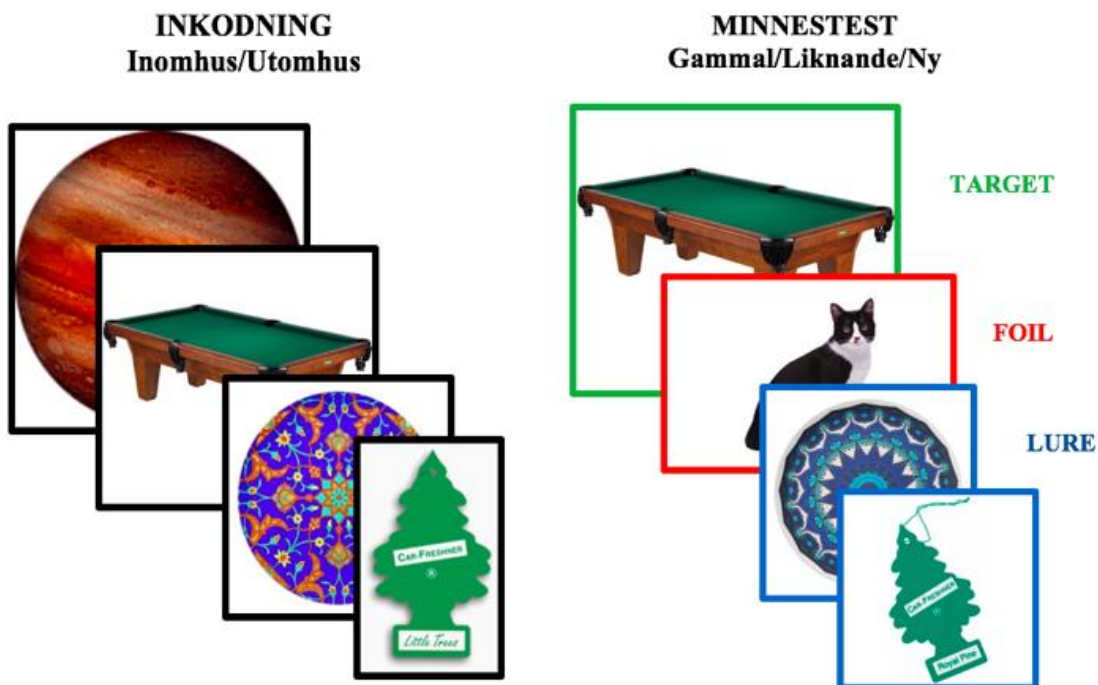 INKODNING
Inomhus/Utomhus
CAR-FRESHNER
®
Little Trees
MINNESTEST
Gammal/Liknande/Ny
TARGET
FOIL
LURE
CAR-FRESHNER
Royal Pine